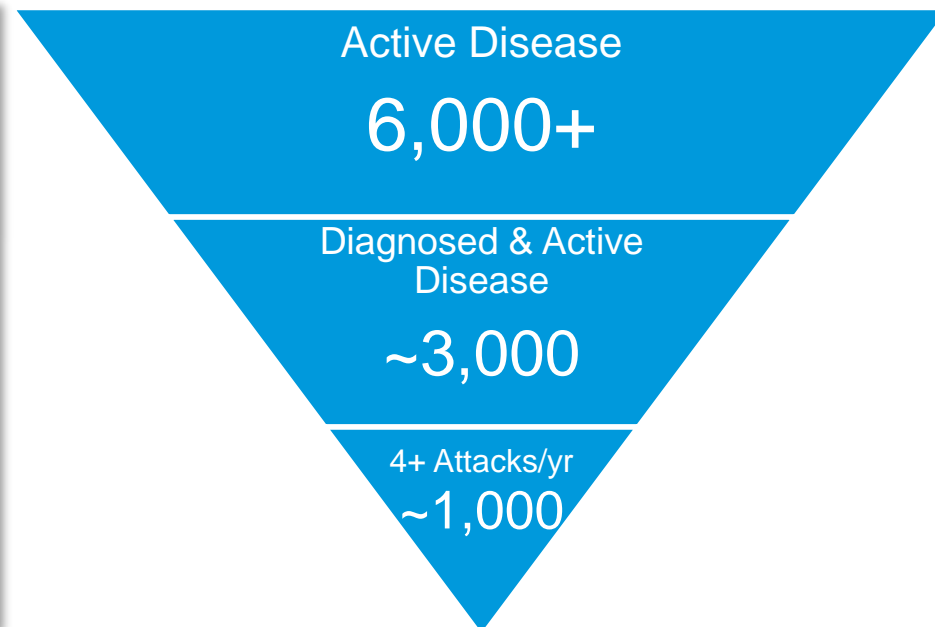 Active Disease
6,000+
Diagnosed & Active
Disease
~3,000
4+ Attacks/yr
~1,000